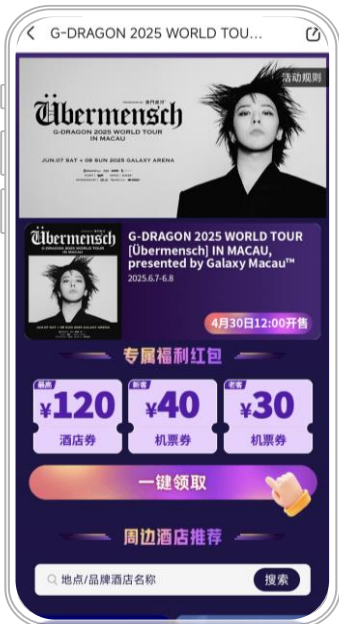 G-DRAGON 2025 WORLD TOU...
活动规则
Übermensch
G-DRAGON 2025 WORLD TOUR
IN MACAU
JUN.07 SAT + 08 SUN 2025 GALAXY ARENA
Übermensch
G-DRAGON 2025 WORLD TOUR
[Übermensch] IN MACAU,
presented by Galaxy Macau™
2025.6.7-6.8
4月30日12:00开售
专属福利红包
最高
¥120
酒店券
新客
¥40
机票券
老客
¥30
机票券
一键领取
周边酒店推荐
地点/品牌酒店名称
搜索